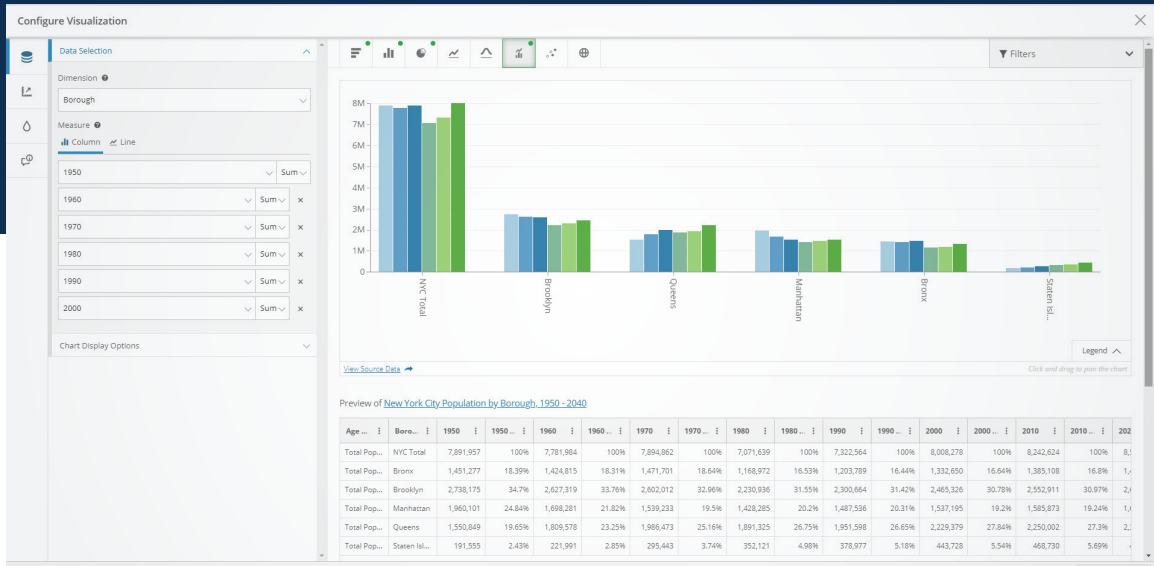 Configure Visualization
Data Selection
Dimension
Borough
Measure
Column Line
1950 Sum
1960 Sum
1970 Sum
1980 Sum
1990 Sum
2000 Sum
Chart Display Options
Filters
8M
7M
6M
5M
4M
3M
2M
1M
0
NYC Total
Brooklyn
Queens
Manhattan
Bronx
Staten Isl...
Legend
View Source Data
Click and drag to pan the chart
Preview of New York City Population by Borough, 1950 - 2040
Age ... Boro... 1950 1950 ... 1960 1960 ... 1970 1970 ... 1980 1980 ... 1990 1990 ... 2000 2000 ... 2010 2010 ... 202
Total Pop... NYC Total 7,891,957 100% 7,781,984 100% 7,894,862 100% 7,071,639 100% 7,322,564 100% 8,008,278 100% 8,242,624 100% 8,
Total Pop... Bronx 1,451,277 18.39% 1,424,815 18.31% 1,471,701 18.64% 1,168,972 16.53% 1,203,789 16.44% 1,332,650 16.64% 1,385,108 16.8% 1,
Total Pop... Brooklyn 2,738,175 34.7% 2,627,319 33.76% 2,602,012 32.96% 2,230,936 31.55% 2,300,664 31.42% 2,465,326 30.78% 2,552,911 30.97% 2,
Total Pop... Manhattan 1,960,101 24.84% 1,698,281 21.82% 1,539,233 19.5% 1,428,285 20.2% 1,487,536 20.31% 1,537,195 19.2% 1,585,873 19.24% 1,
Total Pop... Queens 1,550,849 19.65% 1,809,578 23.25% 1,986,473 25.16% 1,891,325 26.75% 1,951,598 26.65% 2,229,379 27.84% 2,250,002 27.3% 2,
Total Pop... Staten Isl... 191,555 2.43% 221,991 2.85% 295,443 3.74% 352,121 4.98% 378,977 5.18% 443,728 5.54% 468,730 5.69%